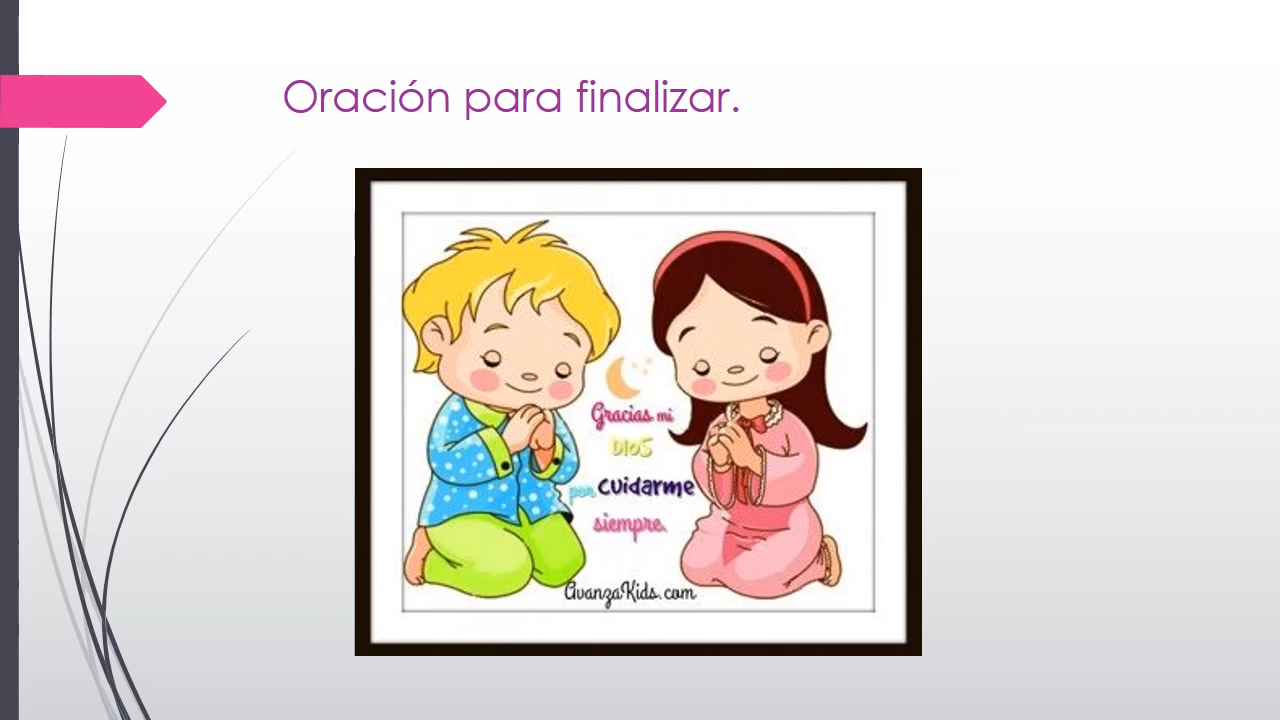 Oración para finalizar.
Gracias mi
DIOS
por cuidarme
siempre.
AvanzaKids.com